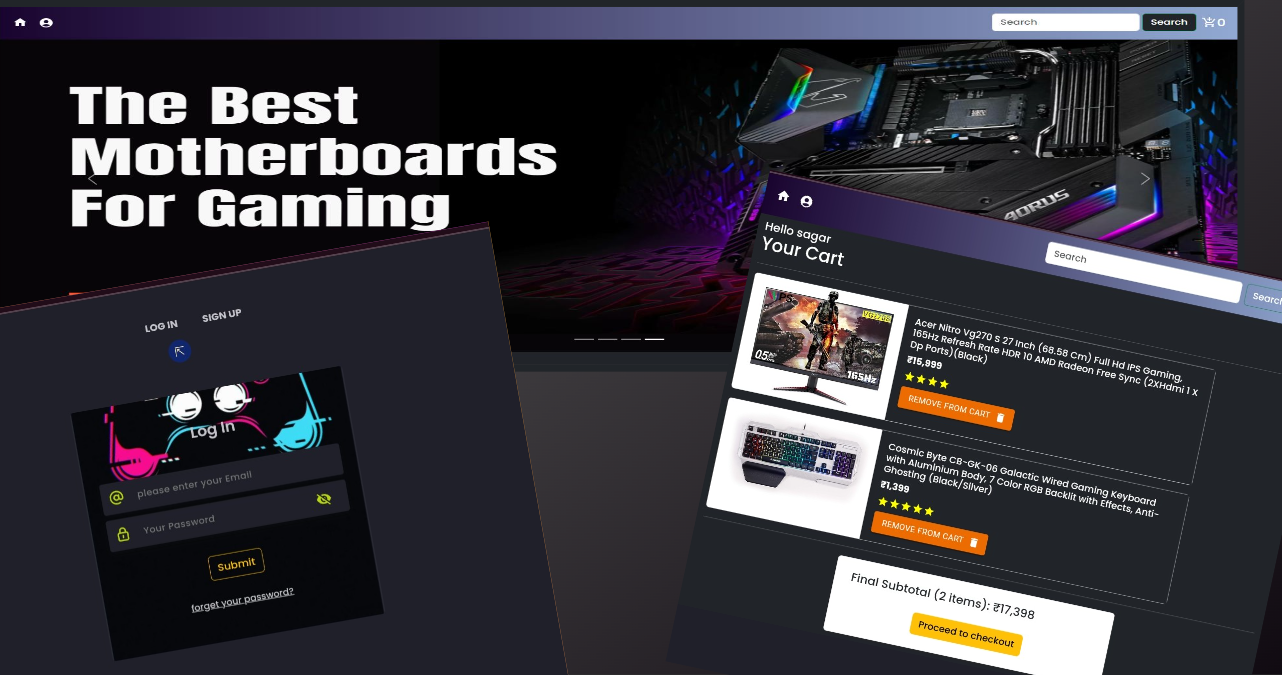 Search
Search
0
The Best
Motherboards
For Gaming
AORUS
LOG IN
SIGN UP
Log In
please enter your Email
Your Password
Submit
forget your password?
Search
Search
Hello sagar
Your Cart
VG270S
0.5
165Hz
Acer Nitro Vg270 S 27 Inch (68.58 Cm) Full Hd IPS Gaming,
165Hz Refresh Rate HDR 10 AMD Radeon Free Sync (2XHdmi 1 X
Dp Ports)(Black)
₹15,999
REMOVE FROM CART
Cosmic Byte CB-GK-06 Galactic Wired Gaming Keyboard
with Aluminium Body, 7 Color RGB Backlit with Effects, Anti-
Ghosting (Black/Silver)
₹1,399
REMOVE FROM CART
Final Subtotal (2 items): ₹17,398
Proceed to checkout